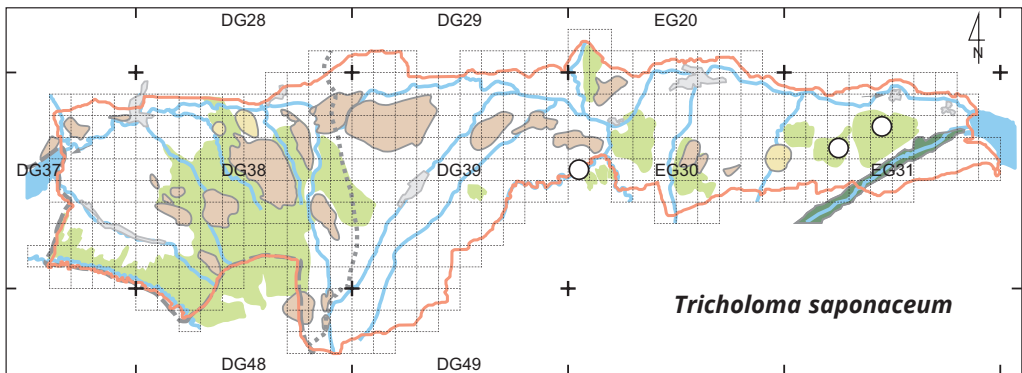 DG28 DG29 EG20
N
DG37 DG38 DG39 EG30 EG31
Tricholoma saponaceum
DG48 DG49